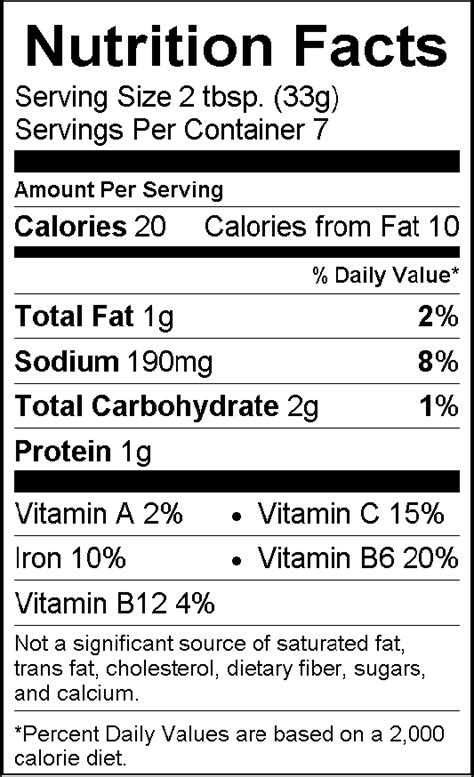 Nutrition Facts
Serving Size 2 tbsp. (33g)
Servings Per Container 7
Amount Per Serving
Calories 20 Calories from Fat 10
% Daily Value*
Total Fat 1g 2%
Sodium 190mg 8%
Total Carbohydrate 2g 1%
Protein 1g
Vitamin A 2% • Vitamin C 15%
Iron 10% • Vitamin B6 20%
Vitamin B12 4%
Not a significant source of saturated fat,
trans fat, cholesterol, dietary fiber, sugars,
and calcium.
*Percent Daily Values are based on a 2,000
calorie diet.